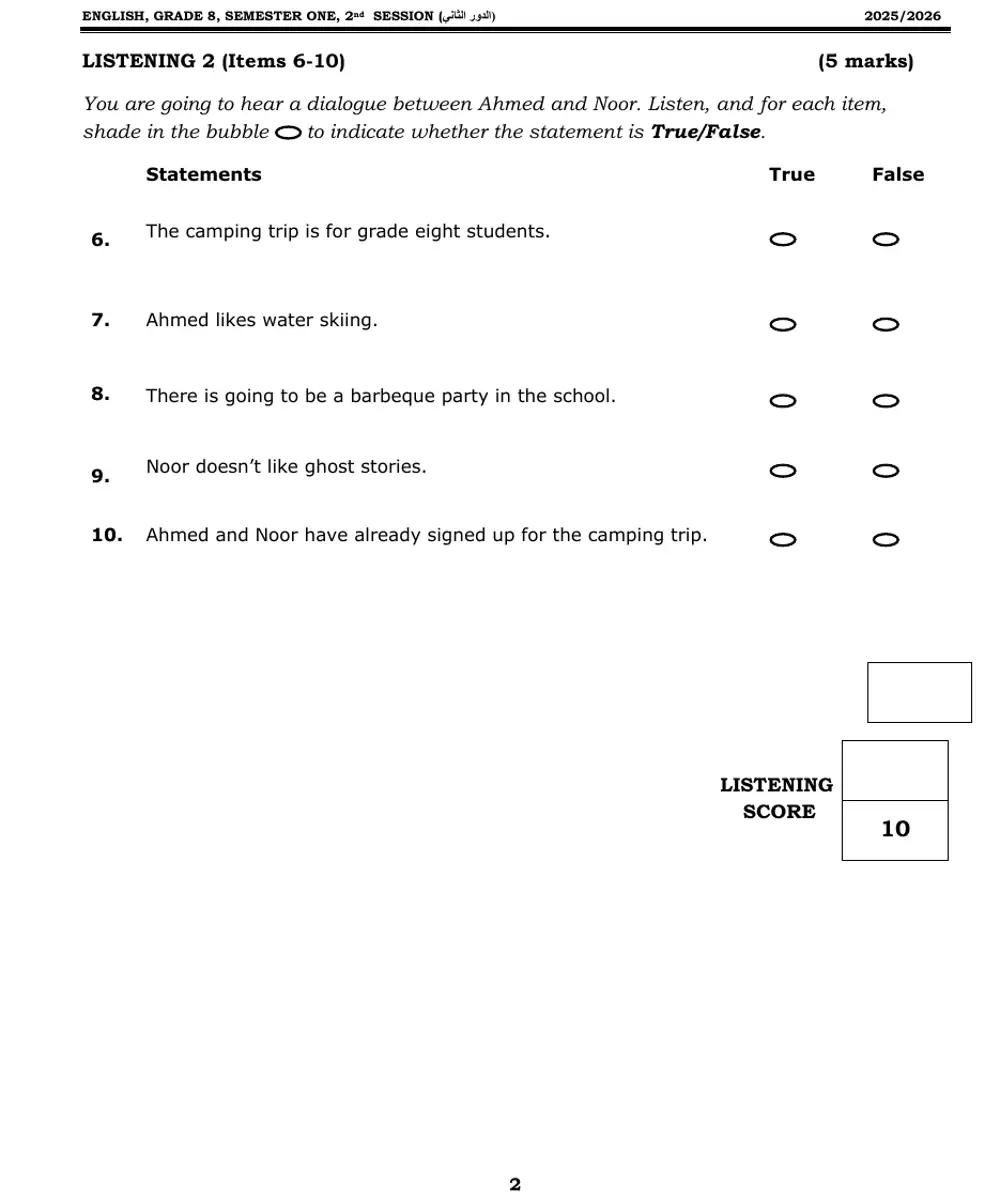 ENGLISH, GRADE 8, SEMESTER ONE, 2nd SESSION (الدور الثاني) 2025/2026
LISTENING 2 (Items 6-10) (5 marks)
You are going to hear a dialogue between Ahmed and Noor. Listen, and for each item,
shade in the bubble to indicate whether the statement is True/False.
Statements True False
6. The camping trip is for grade eight students.
7. Ahmed likes water skiing.
8. There is going to be a barbeque party in the school.
9. Noor doesn’t like ghost stories.
10. Ahmed and Noor have already signed up for the camping trip.
LISTENING
SCORE
10
2